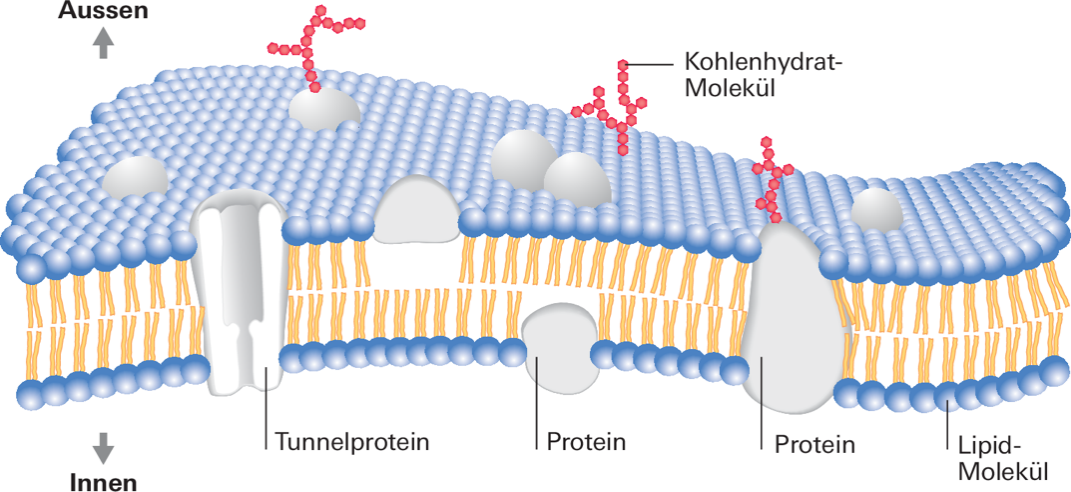 Aussen
Kohlenhydrat-
Molekül
Tunnelprotein
Protein
Protein
Lipid-
Molekül
Innen